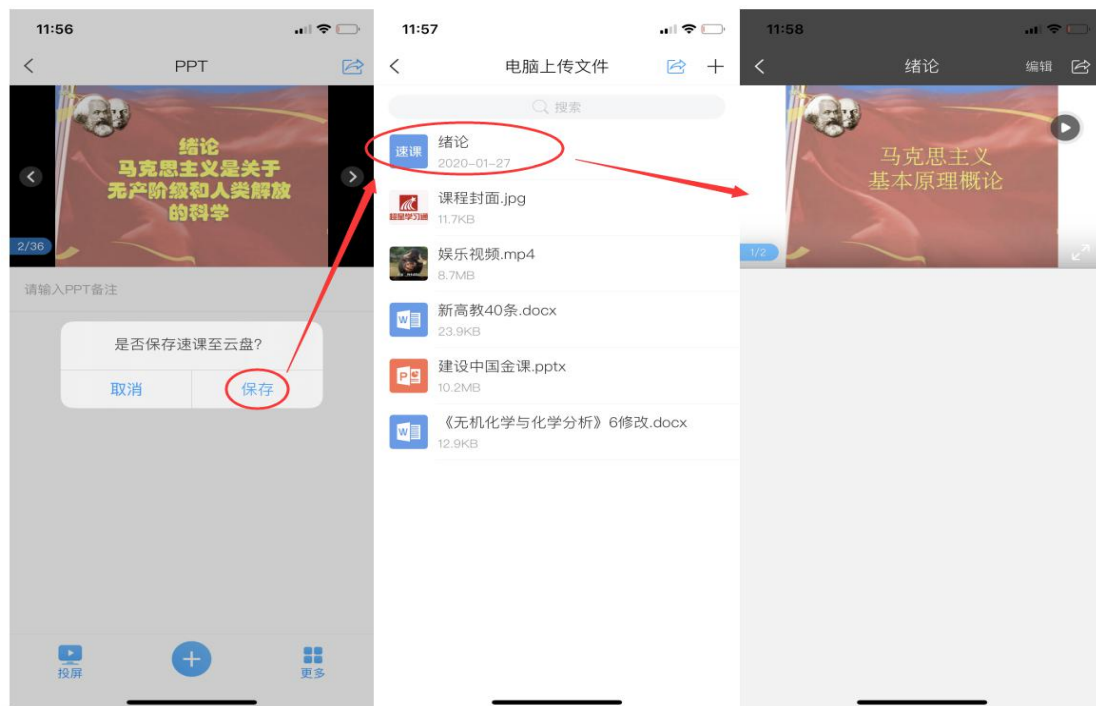 11:56
PPT
绪论
马克思主义是关于
无产阶级和人类解放
的科学
2/36
请输入PPT备注
是否保存速课至云盘?
取消
保存
投屏
更多
11:57
电脑上传文件
搜索
速课
绪论
2020-01-27
超星学习通
课程封面.jpg
11.7KB
娱乐视频.mp4
8.7MB
W
新高教40条.docx
23.9KB
P
建设中国金课.pptx
10.2MB
W
《无机化学与化学分析》6修改.docx
12.9KB
11:58
绪论
编辑
马克思主义
基本原理概论
1/2